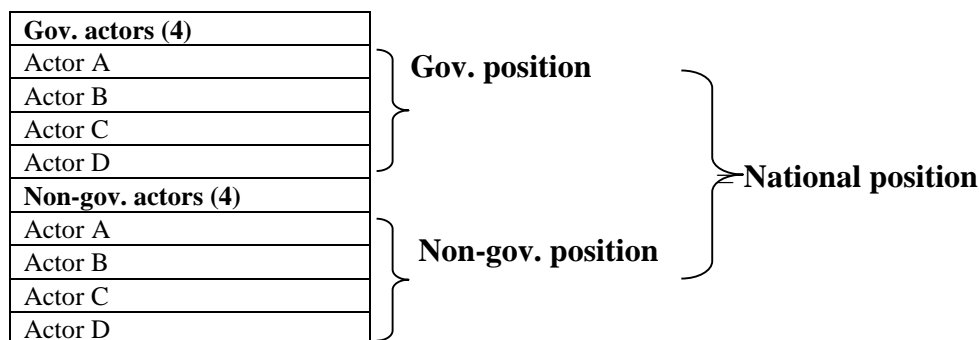 Gov. actors (4)
Actor A
Actor B
Actor C
Actor D
Non-gov. actors (4)
Actor A
Actor B
Actor C
Actor D
Gov. position
Non-gov. position
National position